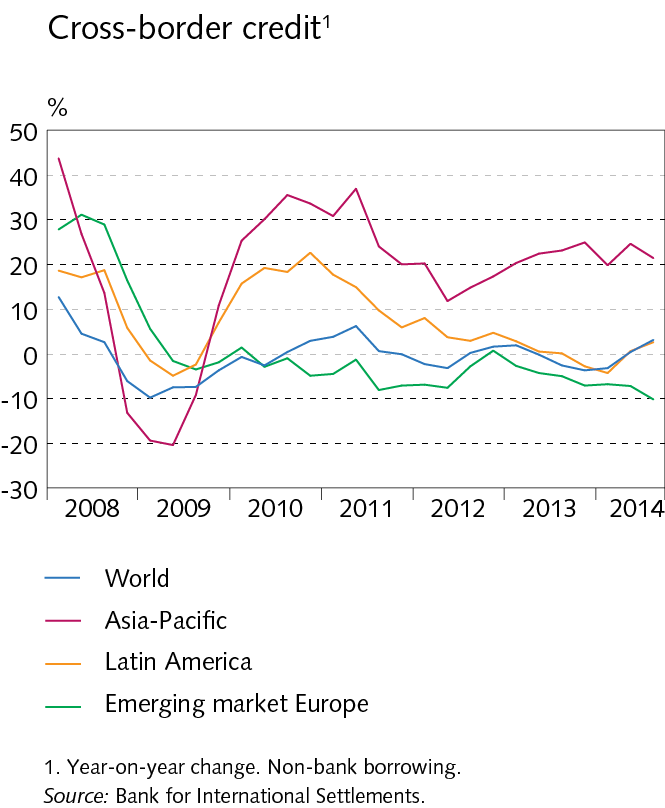 Cross-border credit¹
%
50
40
30
20
10
0
-10
-20
-30
2008 2009 2010 2011 2012 2013 2014
World
Asia-Pacific
Latin America
Emerging market Europe
1. Year-on-year change. Non-bank borrowing.
Source: Bank for International Settlements.